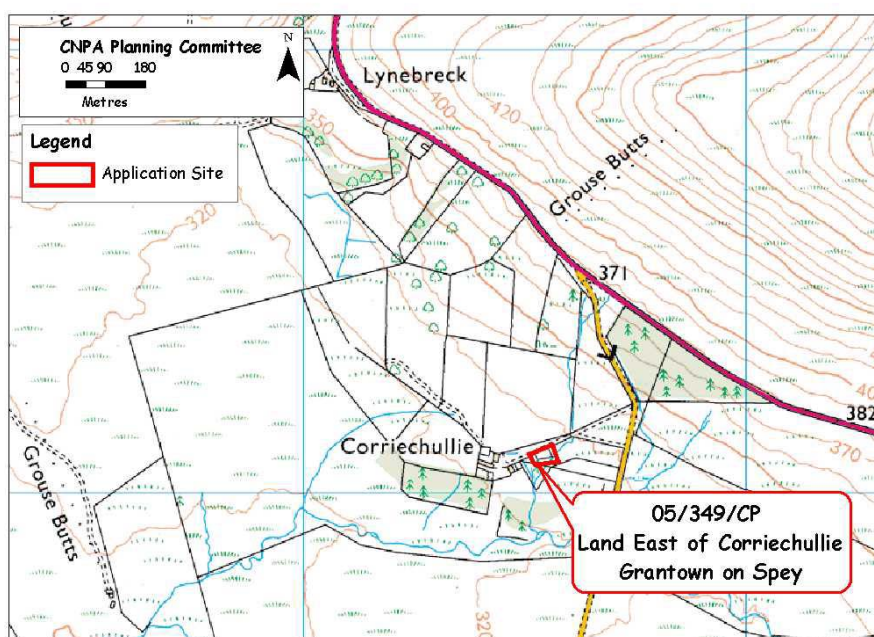 CNPA Planning Committee
N
0 45 90 180
Metres
Legend
Application Site
Lynebreck
400
420
350
Grouse Butts
320
371
382
370
Corriechullie
Grouse Butts
05/349/CP
Land East of Corriechullie
Grantown on Spey
320